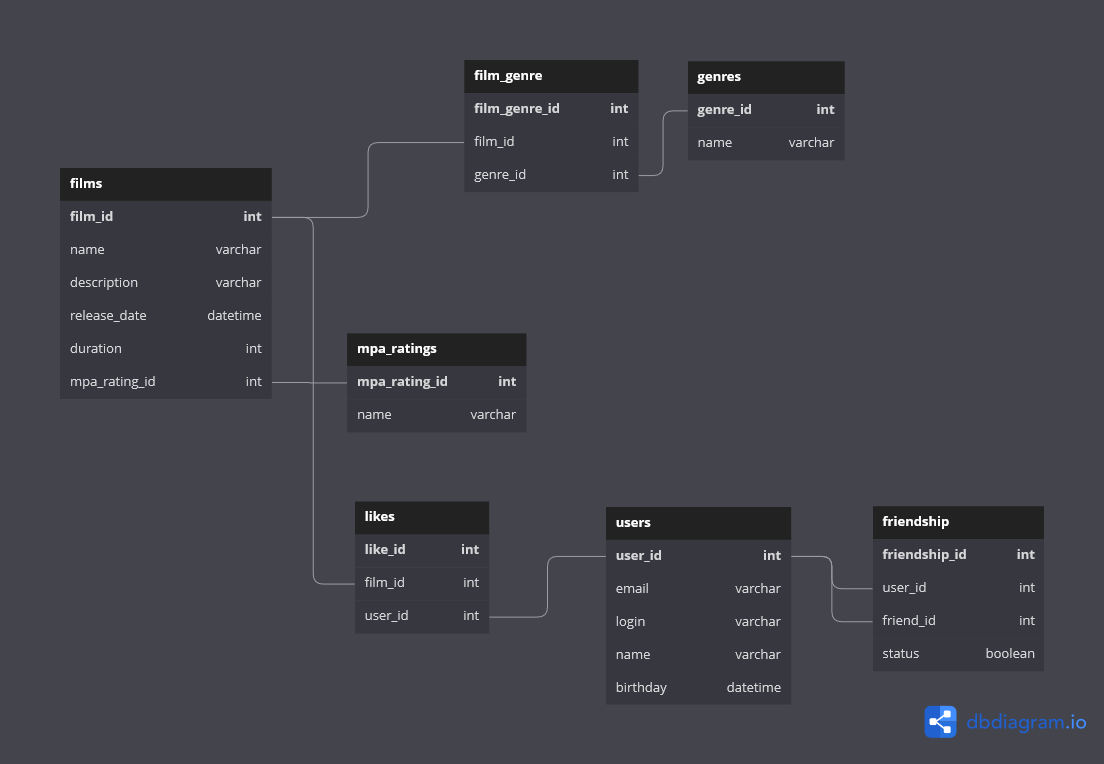 film_genre
film_genre_id int
film_id int
genre_id int
genres
genre_id int
name varchar
films
film_id int
name varchar
description varchar
release_date datetime
duration int
mpa_rating_id int
mpa_ratings
mpa_rating_id int
name varchar
likes
like_id int
film_id int
user_id int
users
user_id int
email varchar
login varchar
name varchar
birthday datetime
friendship
friendship_id int
user_id int
friend_id int
status boolean
dbdiagram.io